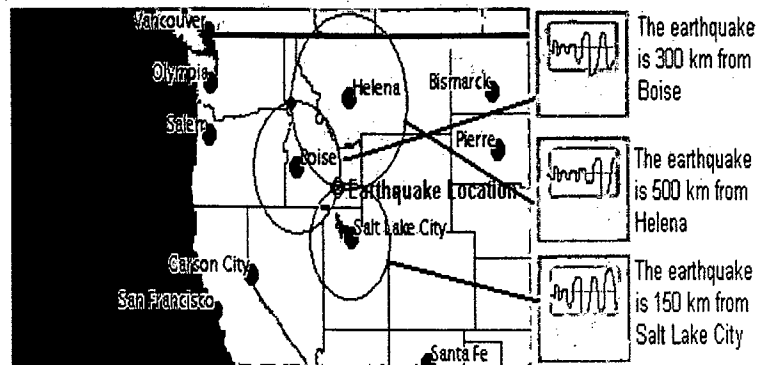 Vancouver
Olympia
Salem
Helena
Bismarck
Boise
Pierre
Earthquake Location
Salt Lake City
Carson City
San Francisco
Santa Fe
The earthquake
is 300 km from
Boise
The earthquake
is 500 km from
Helena
The earthquake
is 150 km from
Salt Lake City